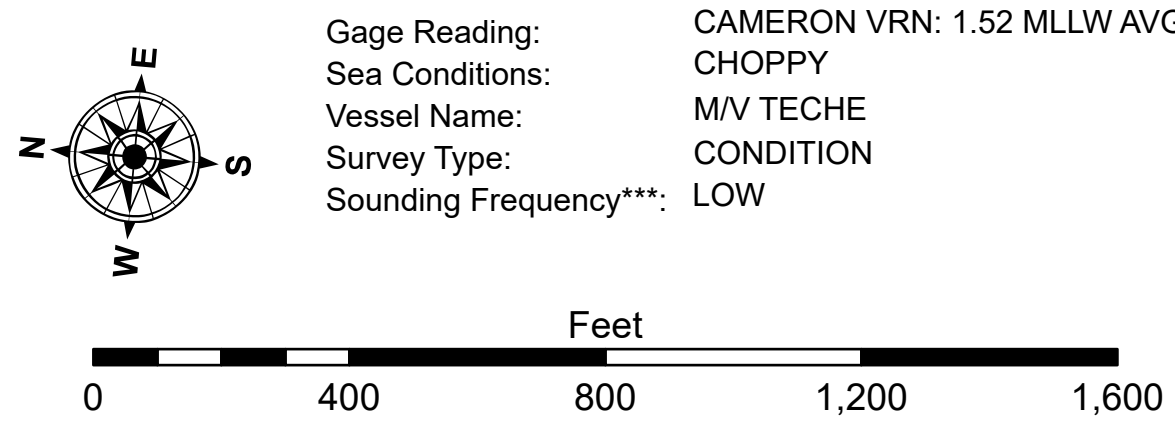 E
N
S
W
Gage Reading: CAMERON VRN: 1.52 MLLW AVG
Sea Conditions: CHOPPY
Vessel Name: M/V TECHE
Survey Type: CONDITION
Sounding Frequency***: LOW
Feet
0 400 800 1,200 1,600